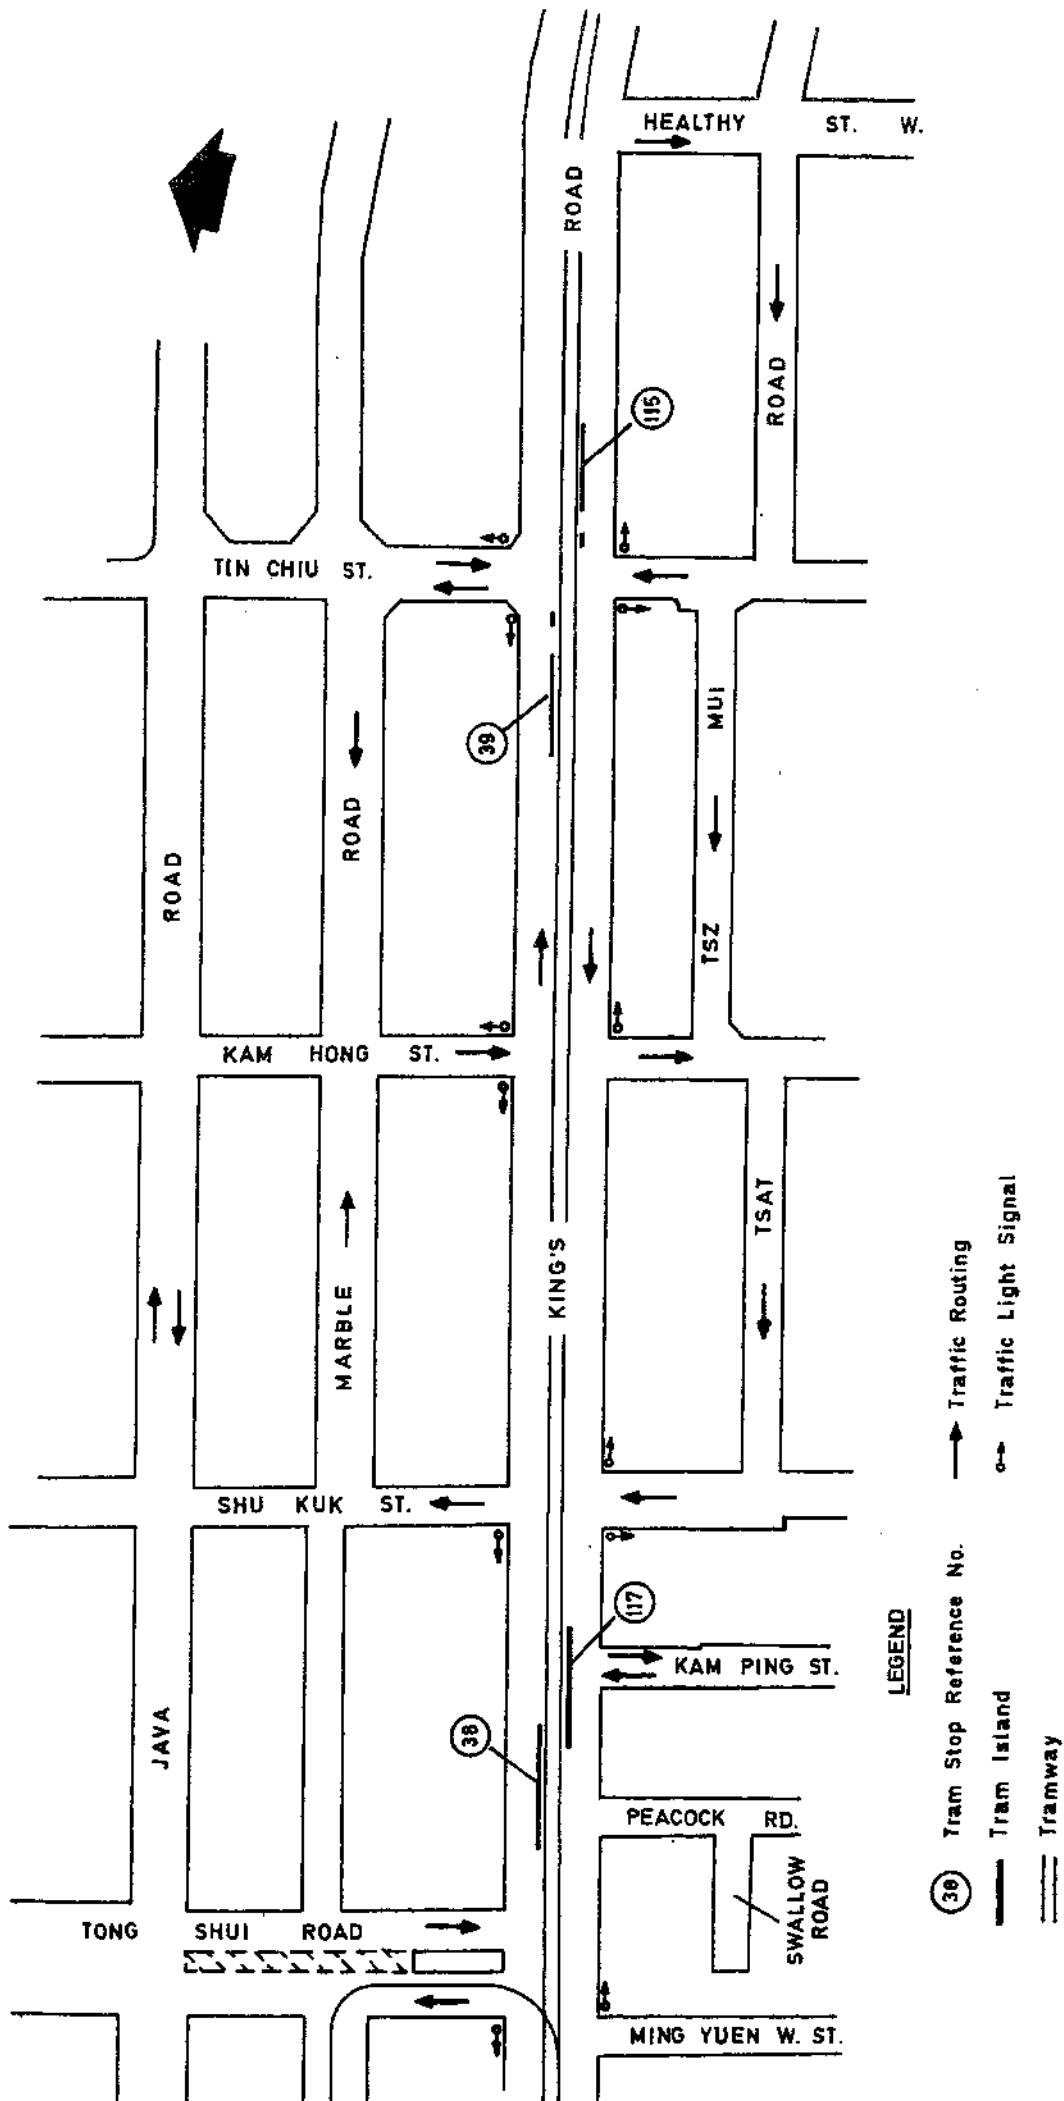 HEALTHY ST. W.
ROAD
ROAD
115
TIN CHIU ST.
39
MUI
ROAD
ROAD
TSZ
KAM HONG ST.
TSAT
KING'S
MARBLE
SHU KUK ST.
117
KAM PING ST.
38
JAVA
PEACOCK RD.
TONG SHUI ROAD
SWALLOW
ROAD
MING YUEN W. ST.
LEGEND
38 Tram Stop Reference No.
Tram Island
Tramway
Traffic Routing
Traffic Light Signal